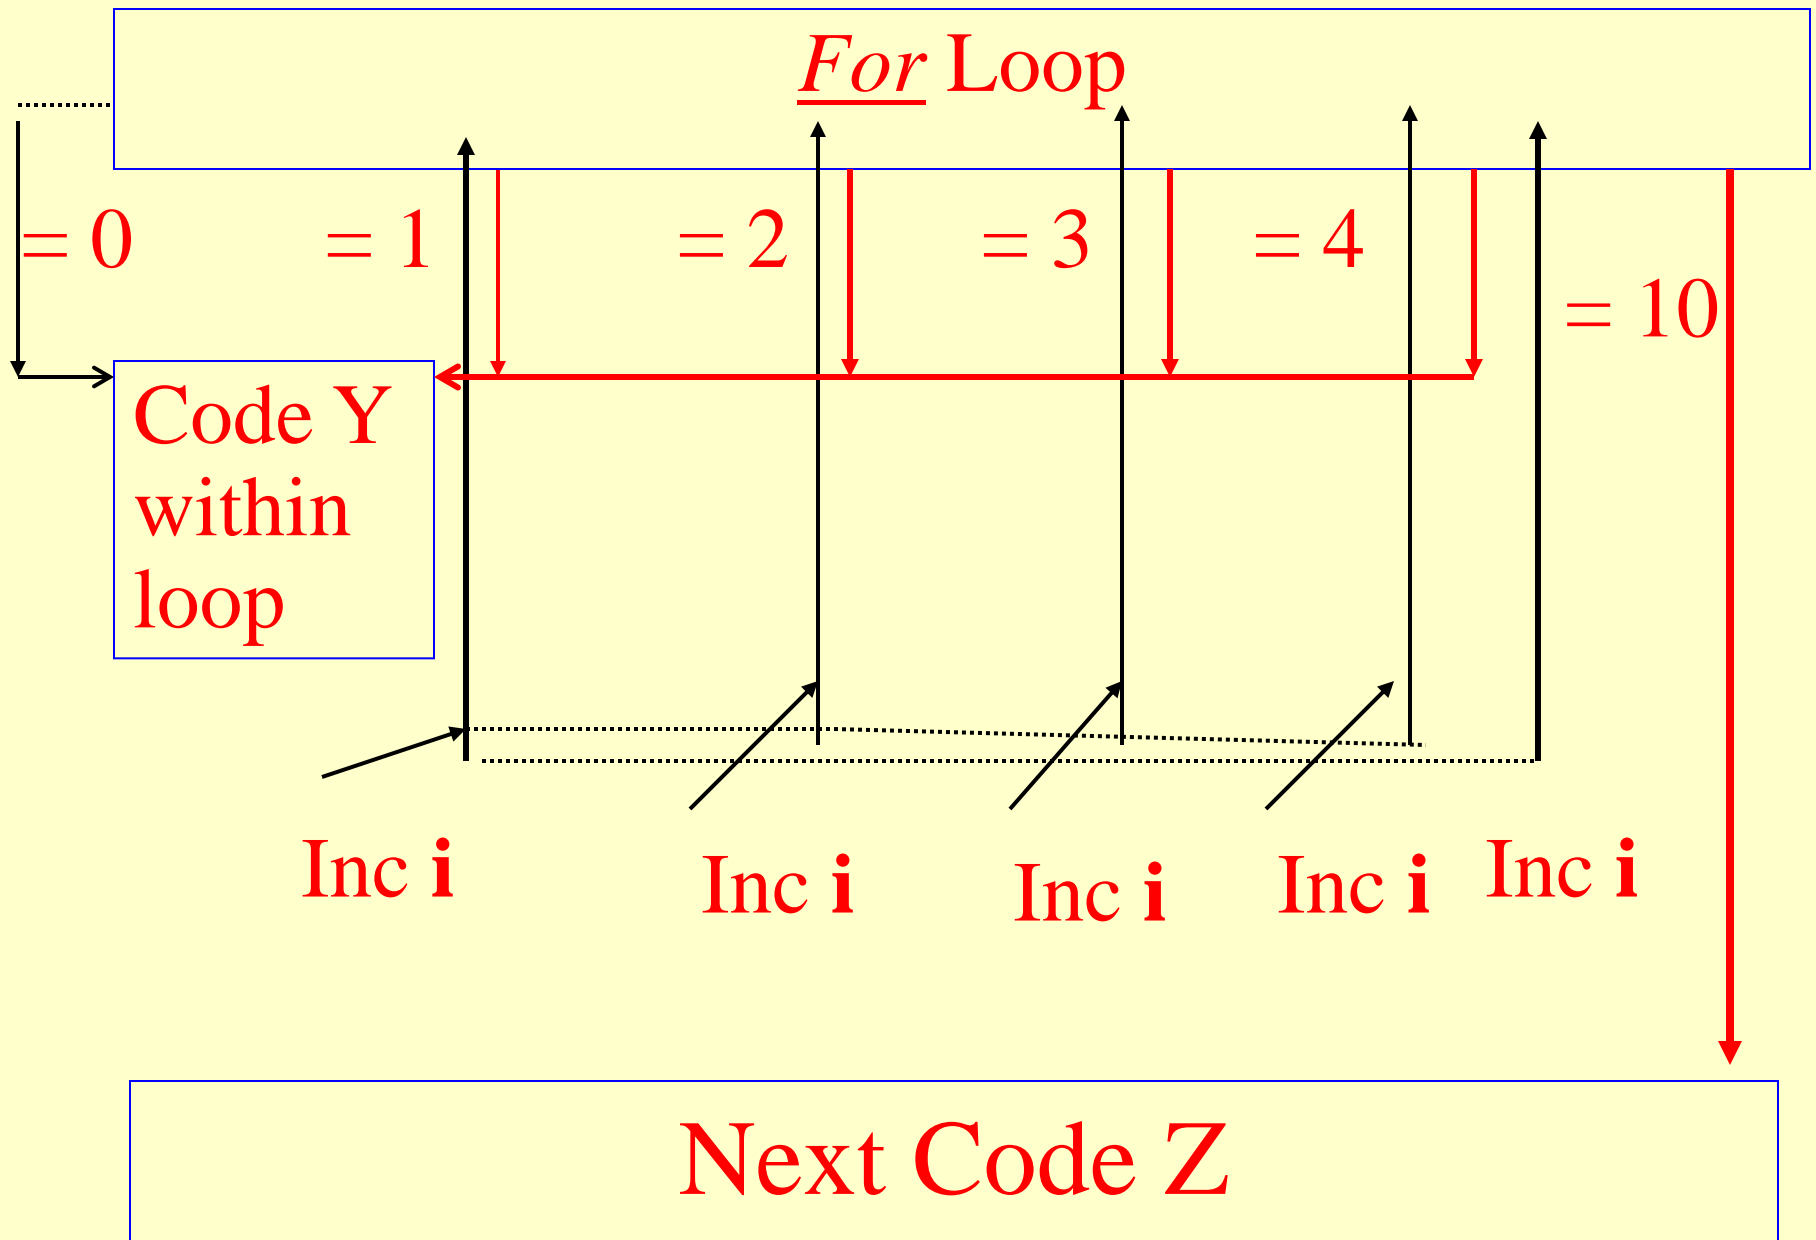 For Loop
= 0
= 1
= 2
= 3
= 4
= 10
Code Y
within
loop
Inc i
Inc i
Inc i
Inc i
Inc i
Next Code Z